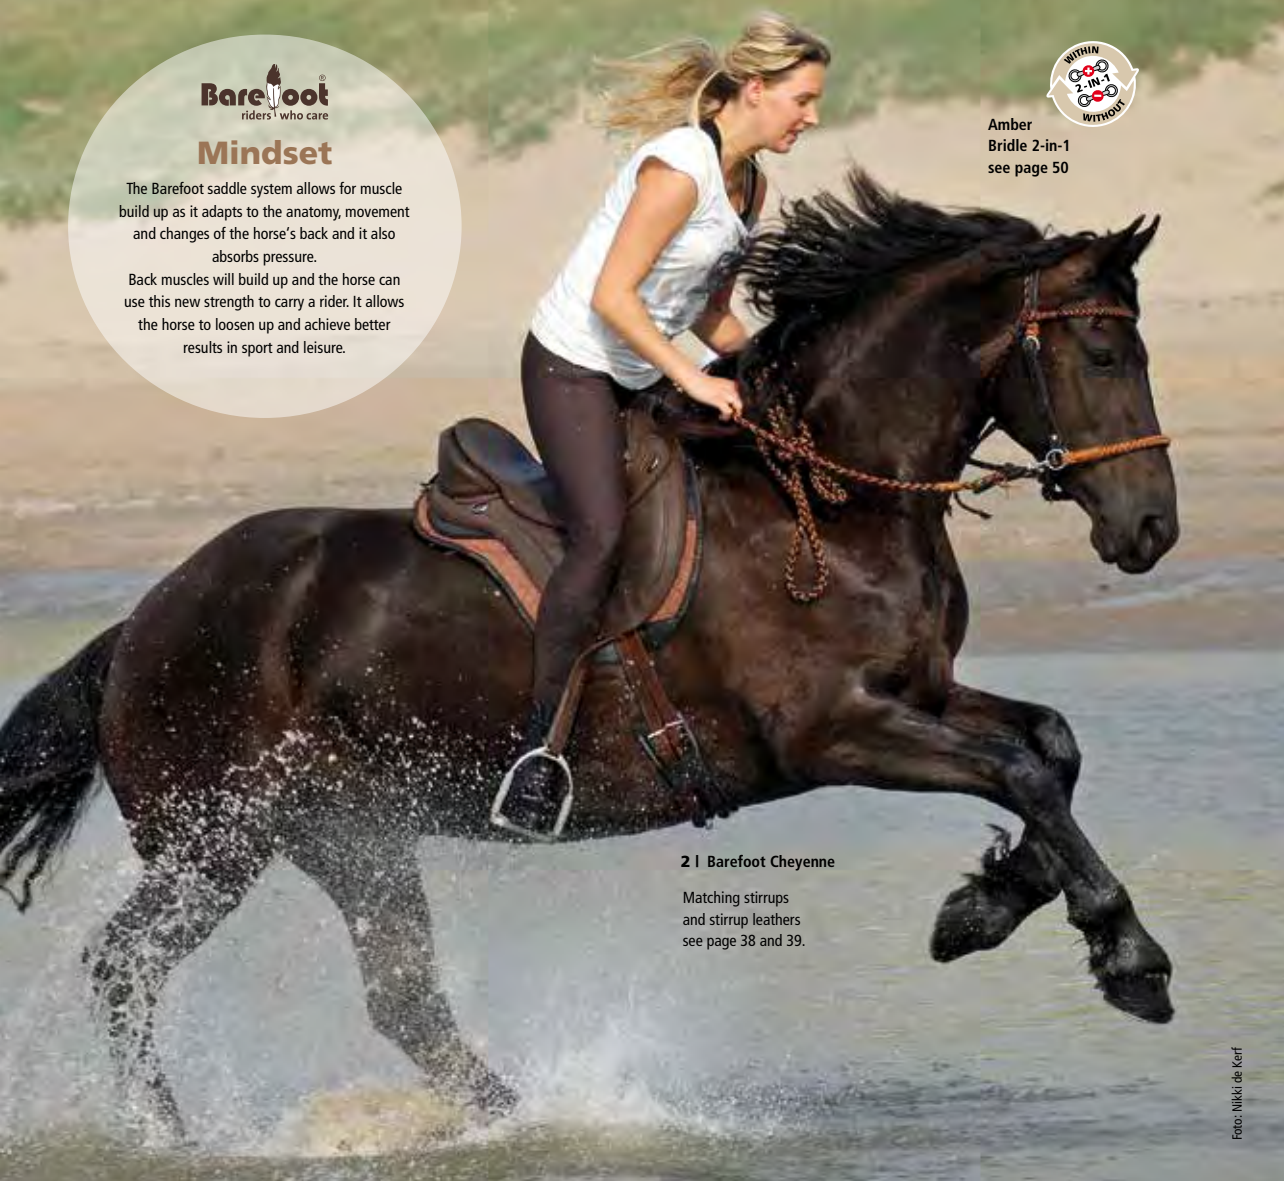 Barefoot®
riders who care
Mindset
The Barefoot saddle system allows for muscle
build up as it adapts to the anatomy, movement
and changes of the horse's back and it also
absorbs pressure.
Back muscles will build up and the horse can
use this new strength to carry a rider. It allows
the horse to loosen up and achieve better
results in sport and leisure.
WITHIN
2-IN-1
WITHOUT
Amber
Bridle 2-in-1
see page 50
2 | Barefoot Cheyenne
Matching stirrups
and stirrup leathers
see page 38 and 39.
Foto: Nikki de Kerf